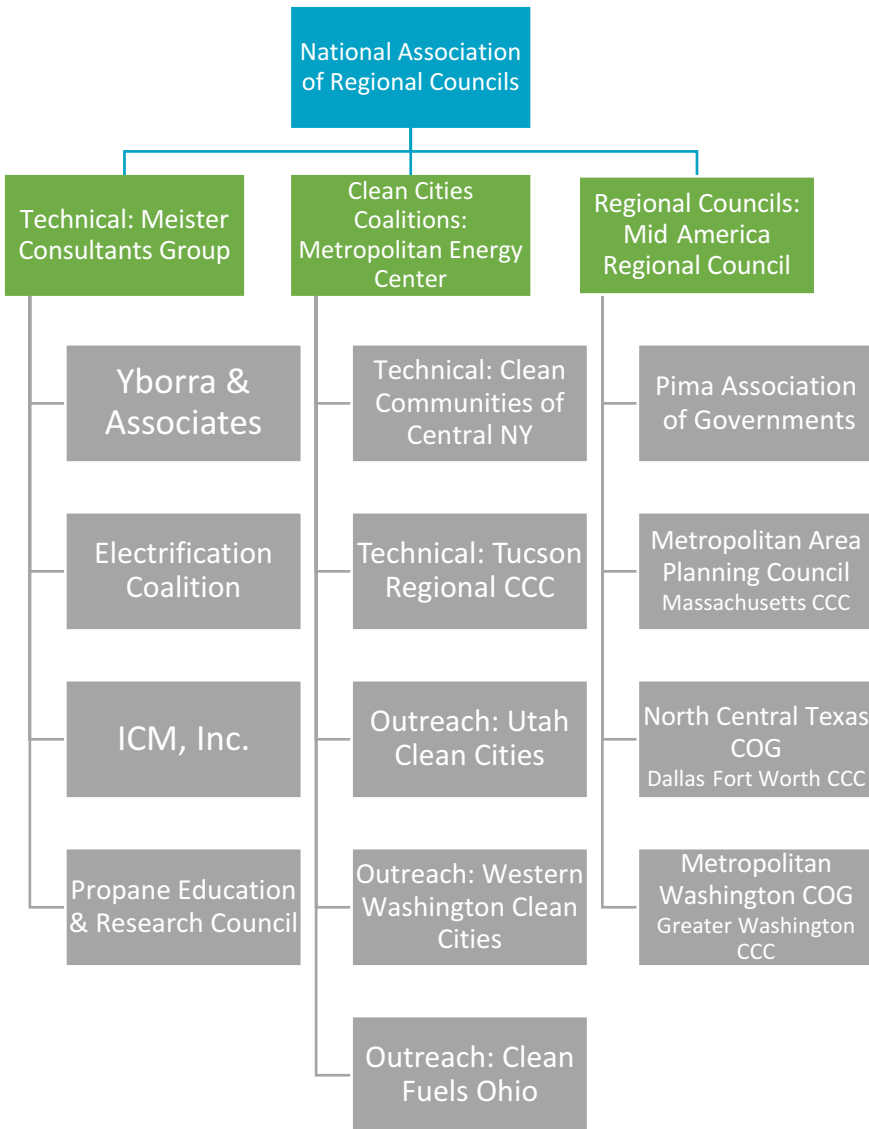 National Association
of Regional Councils
Technical: Meister
Consultants Group
Clean Cities
Coalitions:
Metropolitan Energy
Center
Regional Councils:
Mid America
Regional Council
Yborra &
Associates
Electrification
Coalition
ICM, Inc.
Propane Education
& Research Council
Technical: Clean
Communities of
Central NY
Technical: Tucson
Regional CCC
Outreach: Utah
Clean Cities
Outreach: Western
Washington Clean
Cities
Outreach: Clean
Fuels Ohio
Pima Association
of Governments
Metropolitan Area
Planning Council
Massachusetts CCC
North Central Texas
COG
Dallas Fort Worth CCC
Metropolitan
Washington COG
Greater Washington
CCC